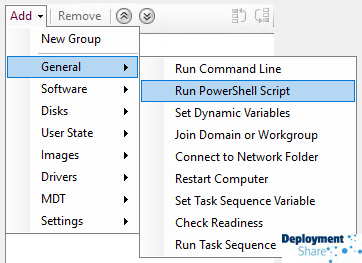 Add
Remove
New Group
General
Software
Disks
User State
Images
Drivers
MDT
Settings
Run Command Line
Run PowerShell Script
Set Dynamic Variables
Join Domain or Workgroup
Connect to Network Folder
Restart Computer
Set Task Sequence Variable
Check Readiness
Run Task Sequence
Deployment
Share